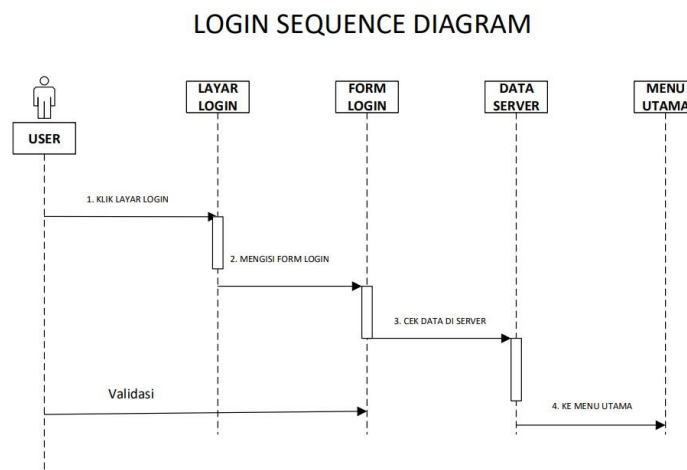 LOGIN SEQUENCE DIAGRAM
LAYAR
LOGIN
FORM
LOGIN
DATA
SERVER
MENU
UTAMA
USER
1. KLIK LAYAR LOGIN
2. MENGISI FORM LOGIN
3. CEK DATA DI SERVER
Validasi
4. KE MENU UTAMA